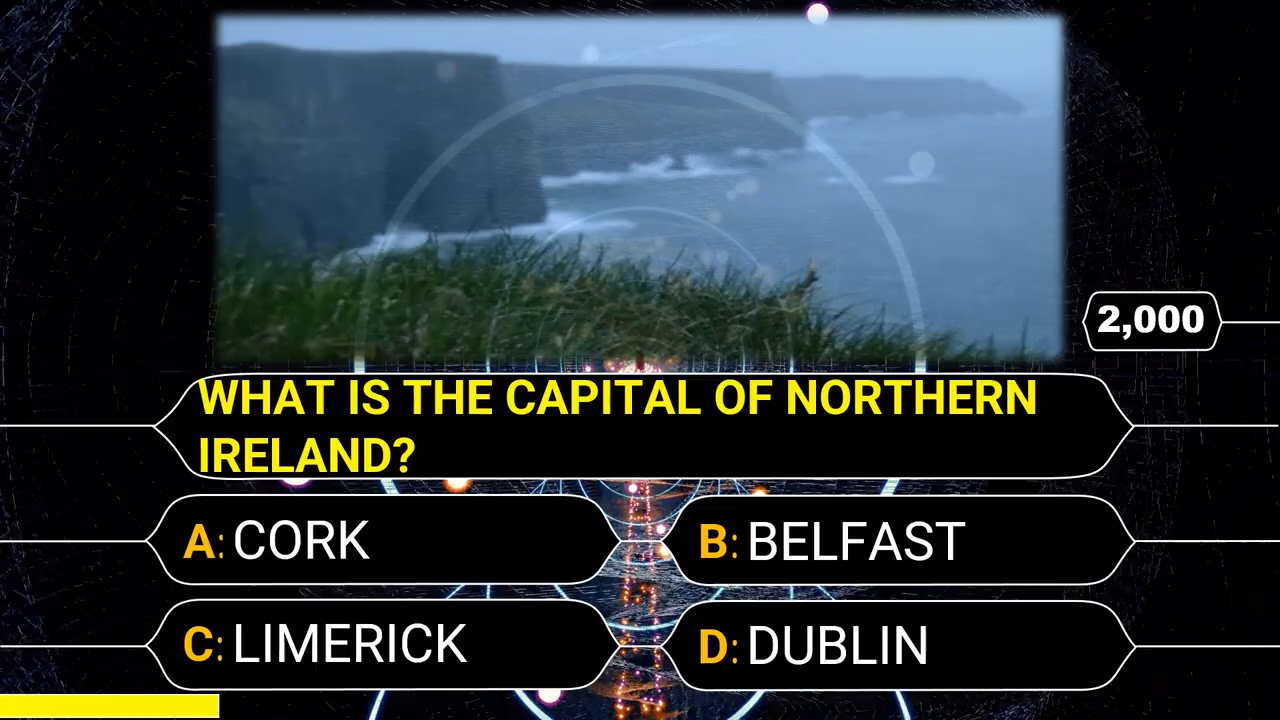 2,000
WHAT IS THE CAPITAL OF NORTHERN
IRELAND?
A: CORK
B: BELFAST
C: LIMERICK
D: DUBLIN